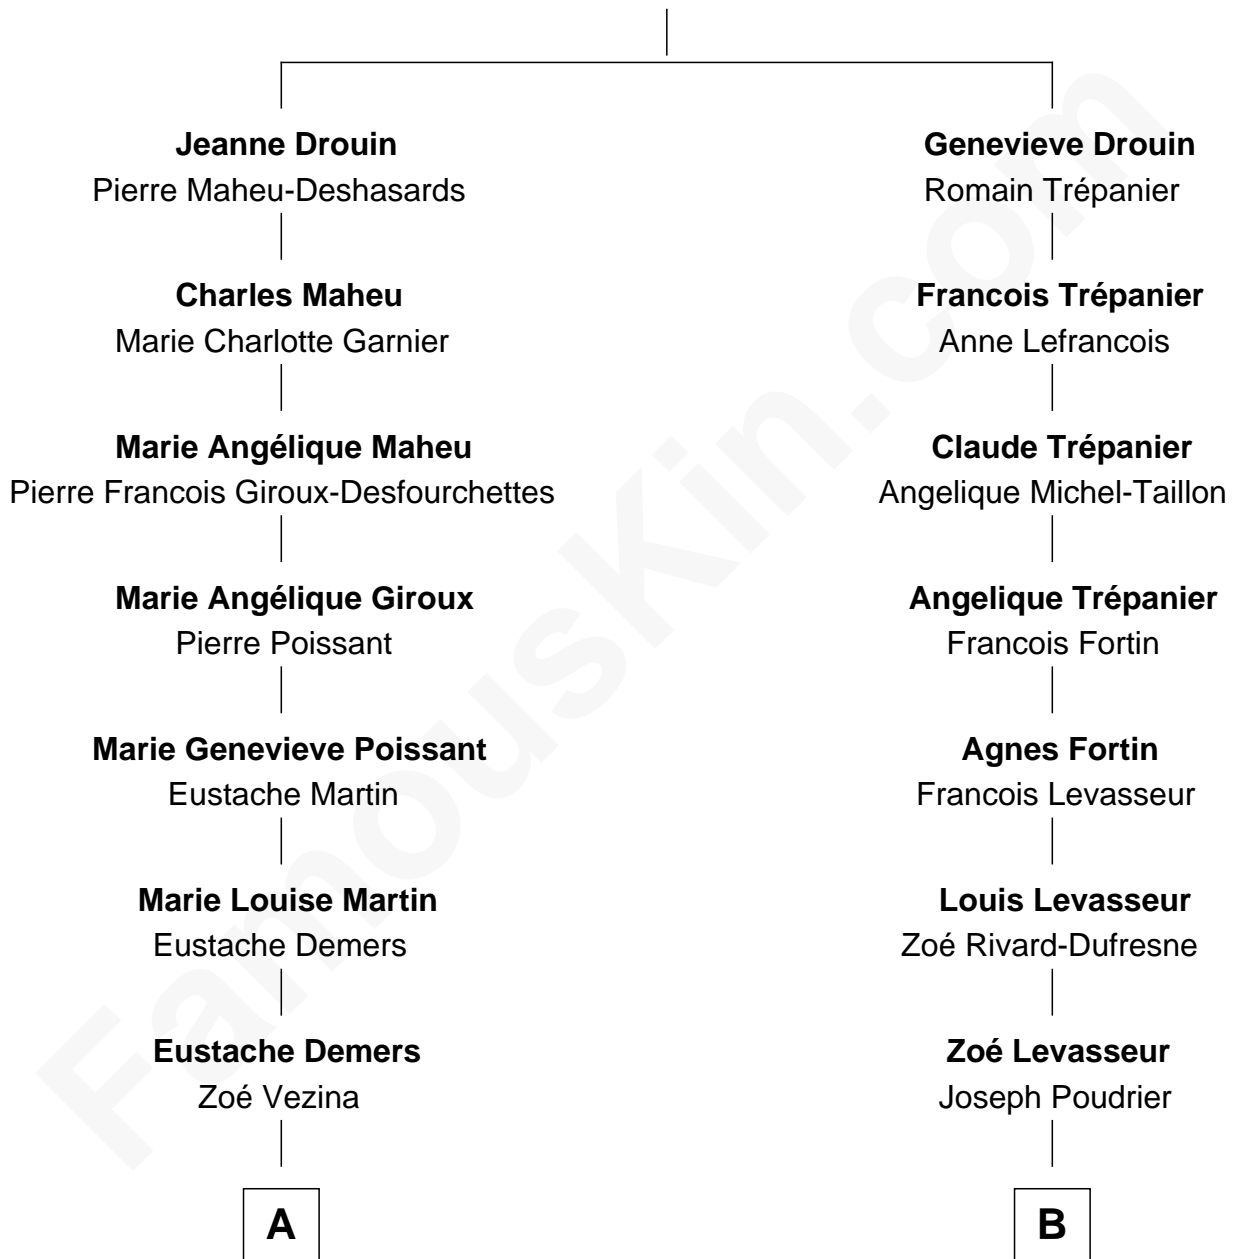 Jeanne Drouin
Pierre Maheu-Deshasards
Charles Maheu
Marie Charlotte Garnier
Marie Angélique Maheu
Pierre Francois Giroux-Desfourchettes
Marie Angélique Giroux
Pierre Poissant
Marie Genevieve Poissant
Eustache Martin
Marie Louise Martin
Eustache Demers
Eustache Demers
Zoé Vezina
A
Genevieve Drouin
Romain Trépanier
Francois Trépanier
Anne Lefrancois
Claude Trépanier
Angelique Michel-Taillon
Angelique Trépanier
Francois Fortin
Agnes Fortin
Francois Levasseur
Louis Levasseur
Zoé Rivard-Dufresne
Zoé Levasseur
Joseph Poudrier
B
FamousKin.com